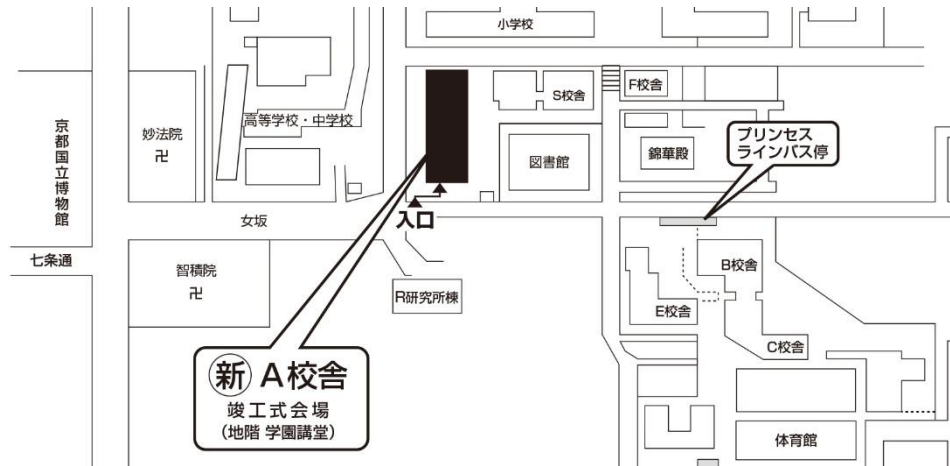 小学校
S校舎
F校舎
京都国立博物館
妙法院
卍
高等学校・中学校
図書館
錦華殿
プリンセス
ラインバス停
入口
女坂
七条通
智積院
卍
R研究所棟
B校舎
E校舎
C校舎
新 A校舎
竣工式会場
(地階 学園講堂)
体育館